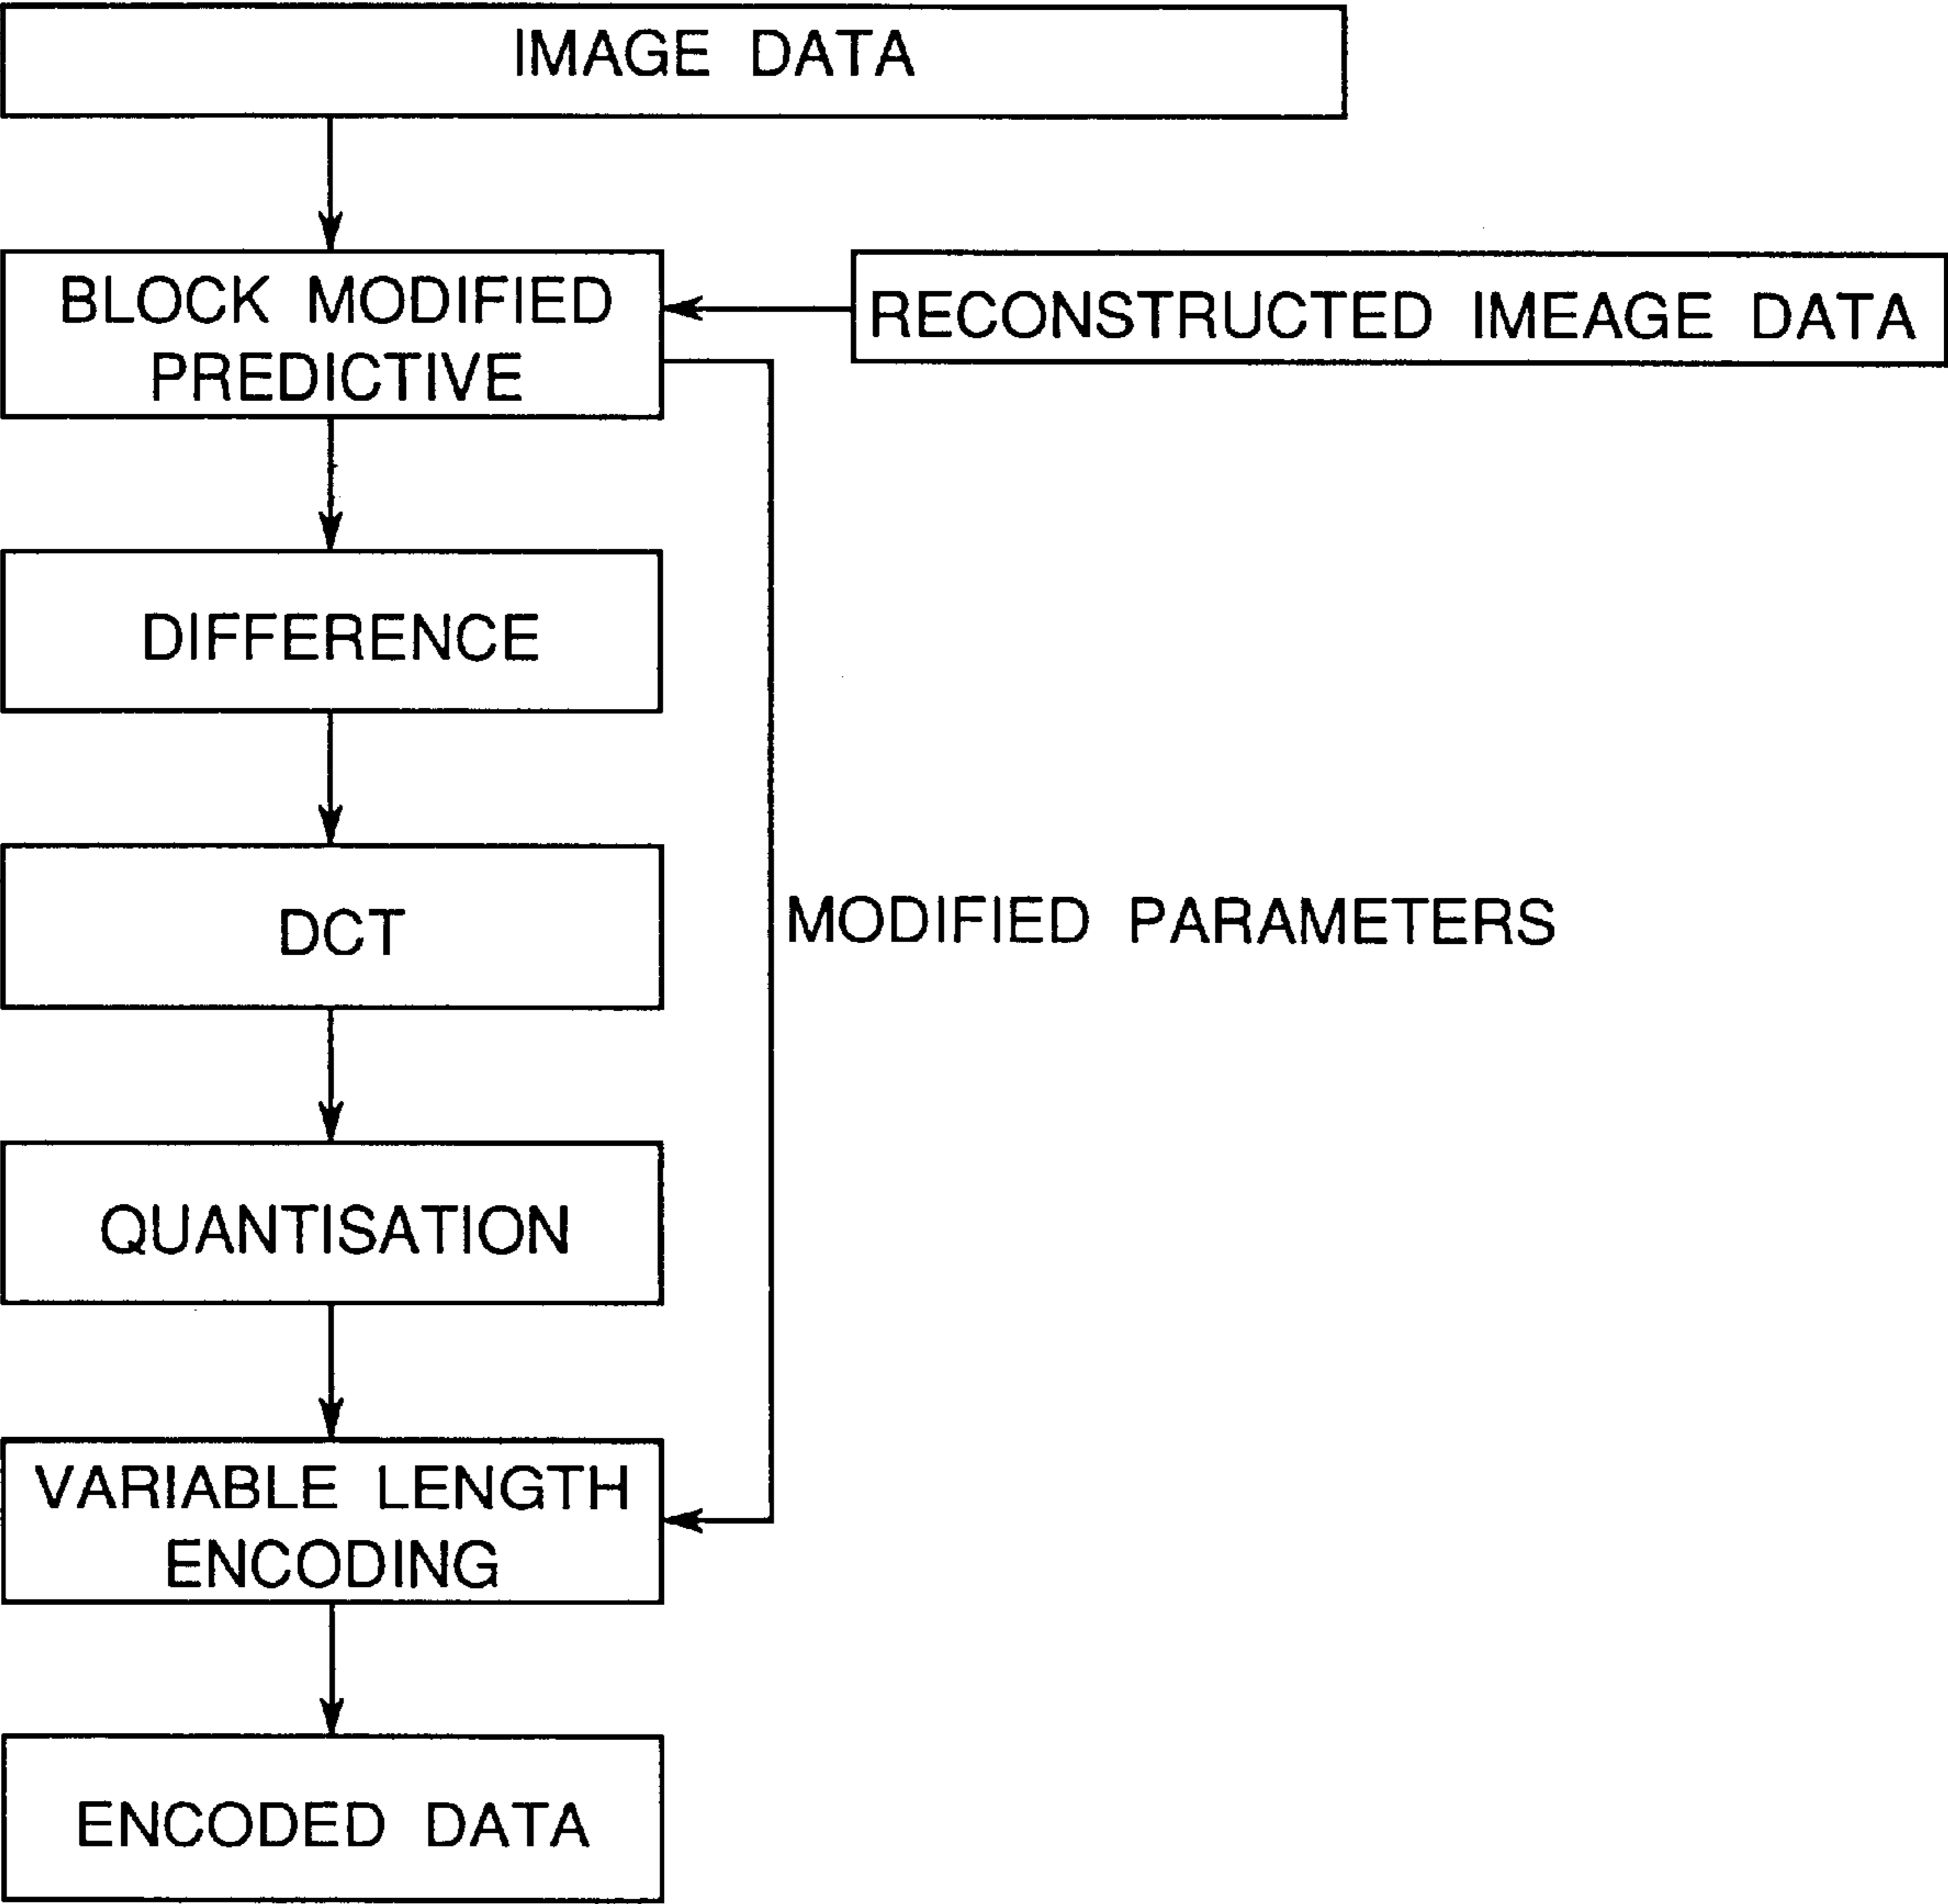 IMAGE DATA
BLOCK MODIFIED
PREDICTIVE
RECONSTRUCTED IMEAGE DATA
DIFFERENCE
DCT
MODIFIED PARAMETERS
QUANTISATION
VARIABLE LENGTH
ENCODING
ENCODED DATA